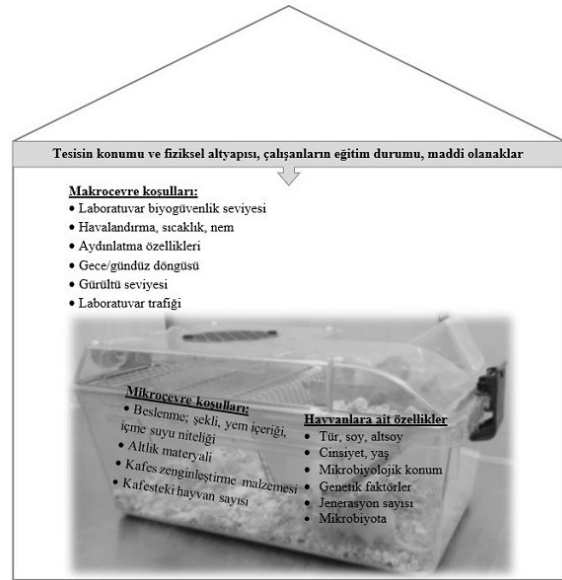 Tesisin konumu ve fiziksel altyapısı, çalışanların eğitim durumu, maddi olanaklar
Makroçevre koşulları:
• Laboratuvar biyogüvenlik seviyesi
• Havalandırma, sıcaklık, nem
• Aydınlatma özellikleri
• Gece/gündüz döngüsü
• Gürültü seviyesi
• Laboratuvar trafiği
Mikroçevre koşulları:
• Beslenme; şekli, yem içeriği,
içme suyu niteliği
• Altlık materyali
• Kafes zenginleştirme malzemesi
• Kafesteki hayvan sayısı
Hayvanlara ait özellikler
• Tür, soy, altsoy
• Cinsiyet, yaş
• Mikrobiyolojik konum
• Genetik faktörler
• Jenerasyon sayısı
• Mikrobiyota